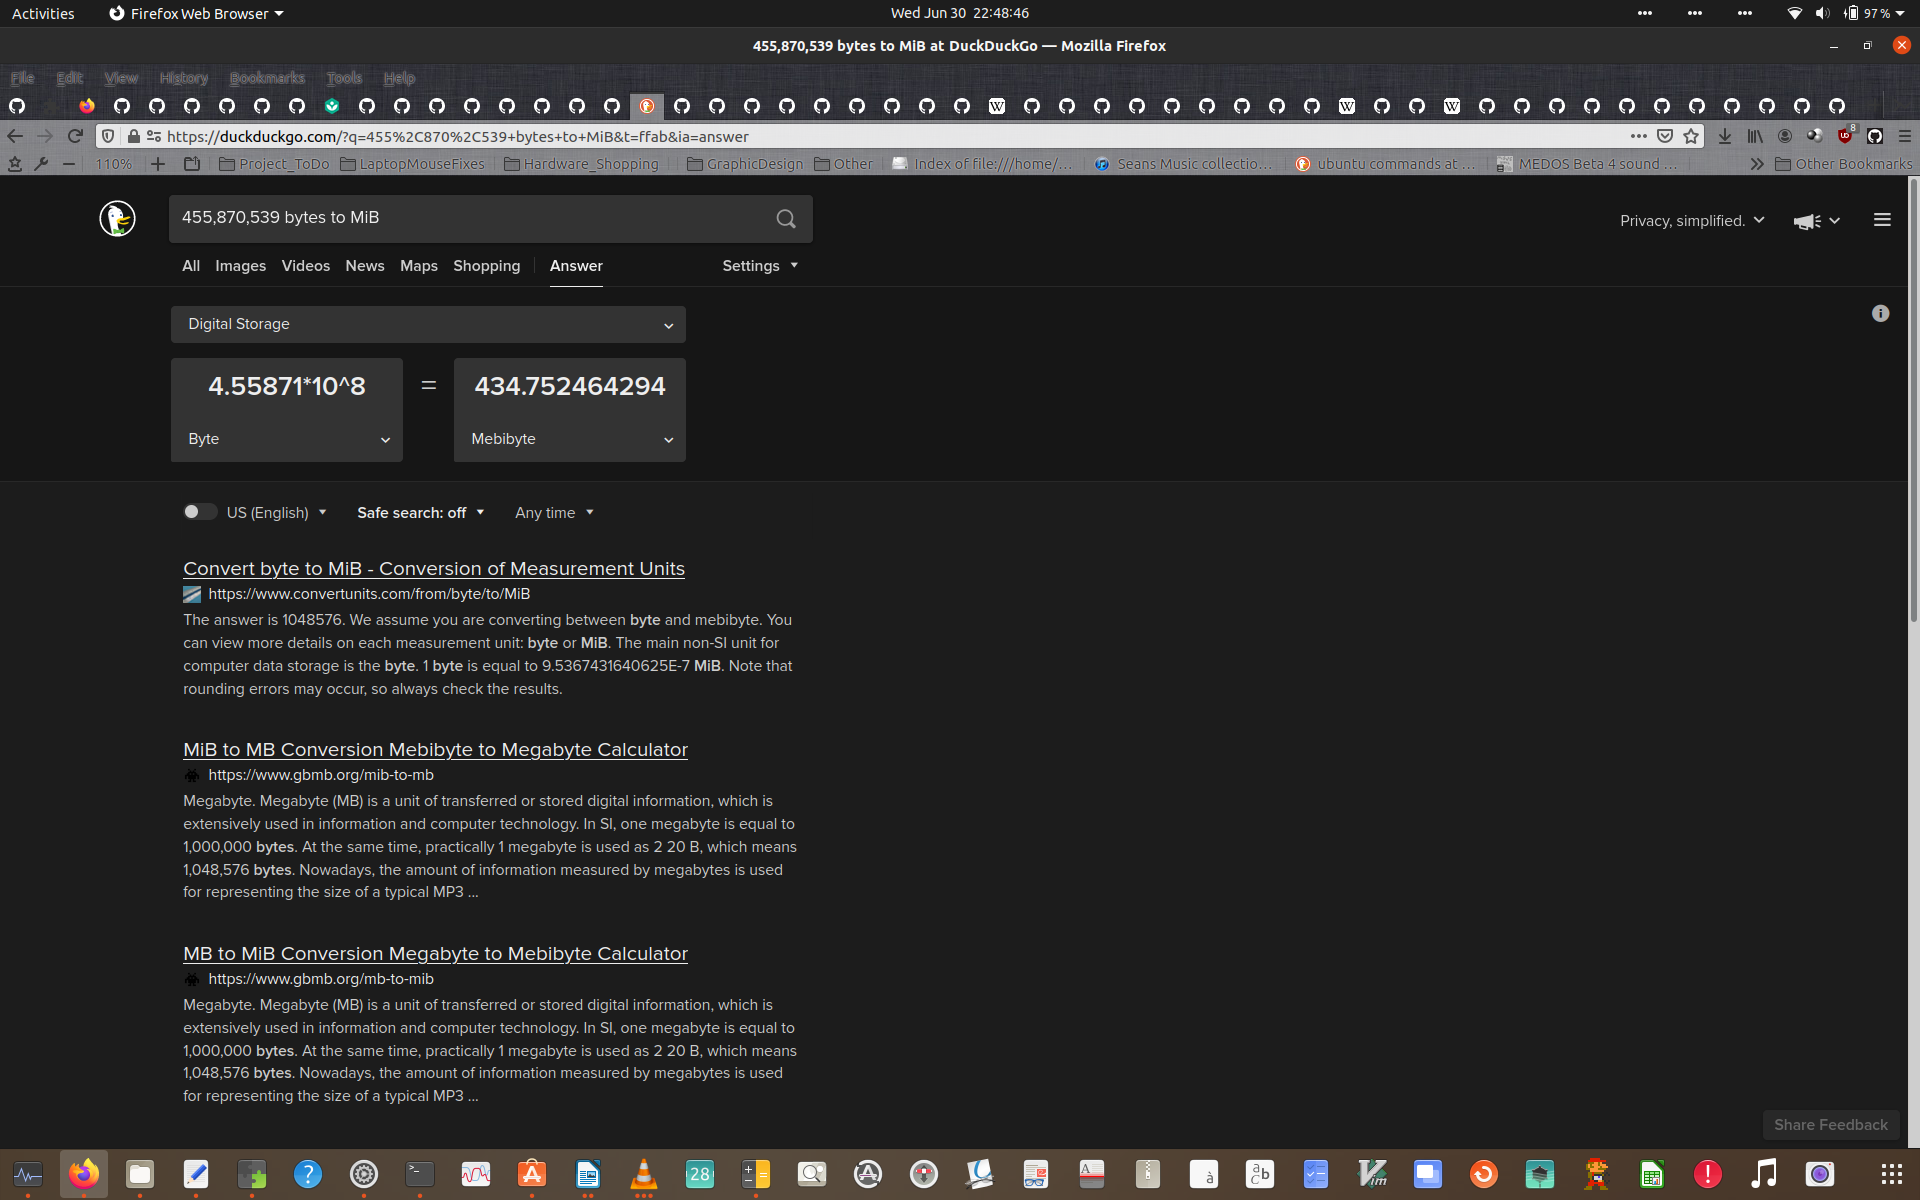 Activities
Firefox Web Browser
Wed Jun 30 22:48:46
97 %
455,870,539 bytes to MiB at DuckDuckGo — Mozilla Firefox
File Edit View History Bookmarks Tools Help
https://duckduckgo.com/?q=455%2C870%2C539+bytes+to+MiB&t=ffab&ia=answer
8
110%
Project_ToDo
LaptopMouseFixes
Hardware_Shopping
GraphicDesign
Other
Index of file:///home/...
Seans Music collectio...
ubuntu commands at ...
MEDOS Beta 4 sound ...
Other Bookmarks
455,870,539 bytes to MiB
Privacy, simplified.
All Images Videos News Maps Shopping Answer Settings
Digital Storage
4.55871*10^8 = 434.752464294
Byte Mebibyte
US (English) Safe search: off Any time
Convert byte to MiB - Conversion of Measurement Units
https://www.convertunits.com/from/byte/to/MiB
The answer is 1048576. We assume you are converting between byte and mebibyte. You
can view more details on each measurement unit: byte or MiB. The main non-SI unit for
computer data storage is the byte. 1 byte is equal to 9.5367431640625E-7 MiB. Note that
rounding errors may occur, so always check the results.
MiB to MB Conversion Mebibyte to Megabyte Calculator
https://www.gbmb.org/mib-to-mb
Megabyte. Megabyte (MB) is a unit of transferred or stored digital information, which is
extensively used in information and computer technology. In SI, one megabyte is equal to
1,000,000 bytes. At the same time, practically 1 megabyte is used as 2 20 B, which means
1,048,576 bytes. Nowadays, the amount of information measured by megabytes is used
for representing the size of a typical MP3 ...
MB to MiB Conversion Megabyte to Mebibyte Calculator
https://www.gbmb.org/mb-to-mib
Megabyte. Megabyte (MB) is a unit of transferred or stored digital information, which is
extensively used in information and computer technology. In SI, one megabyte is equal to
1,000,000 bytes. At the same time, practically 1 megabyte is used as 2 20 B, which means
1,048,576 bytes. Nowadays, the amount of information measured by megabytes is used
for representing the size of a typical MP3 ...
Share Feedback
28